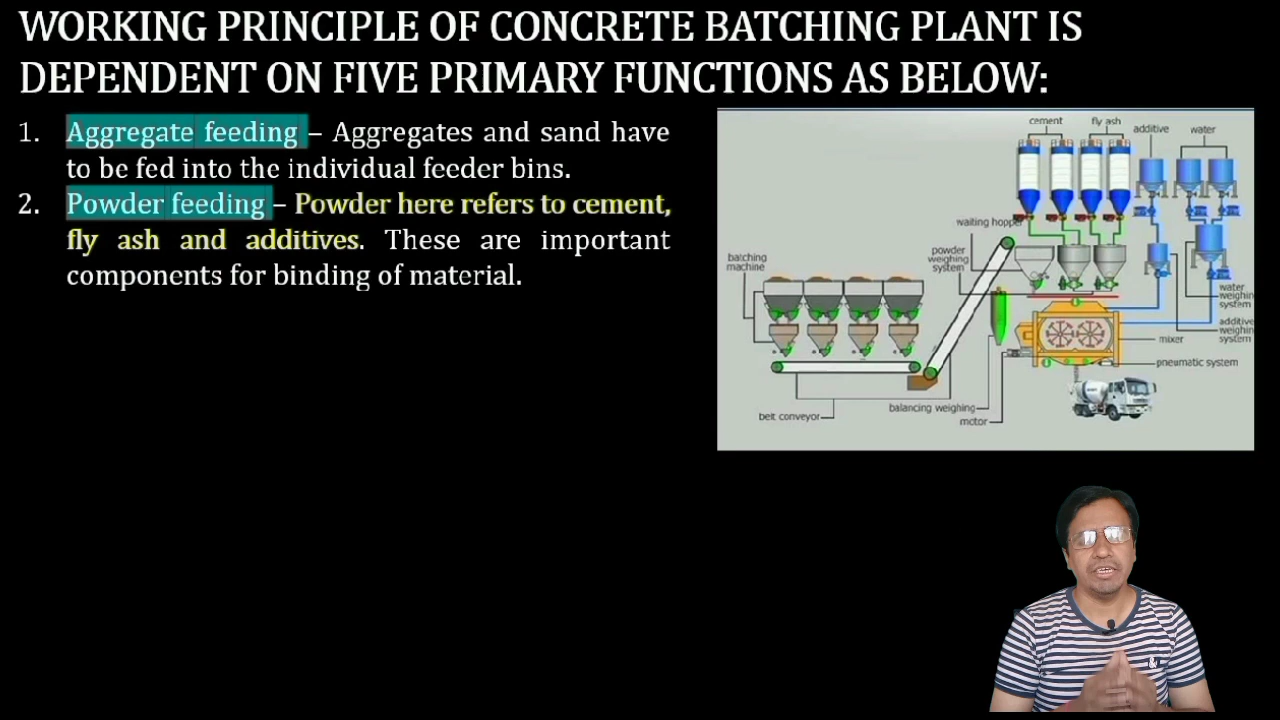 WORKING PRINCIPLE OF CONCRETE BATCHING PLANT IS
DEPENDENT ON FIVE PRIMARY FUNCTIONS AS BELOW:
1. Aggregate feeding – Aggregates and sand have
to be fed into the individual feeder bins.
2. Powder feeding – Powder here refers to cement,
fly ash and additives. These are important
components for binding of material.
cement
fly ash
additive
water
waiting hopper
powder
weighing
system
batching
machine
water
weighing
system
additive
weighing
system
mixer
pneumatic system
balancing weighing
belt conveyor
motor